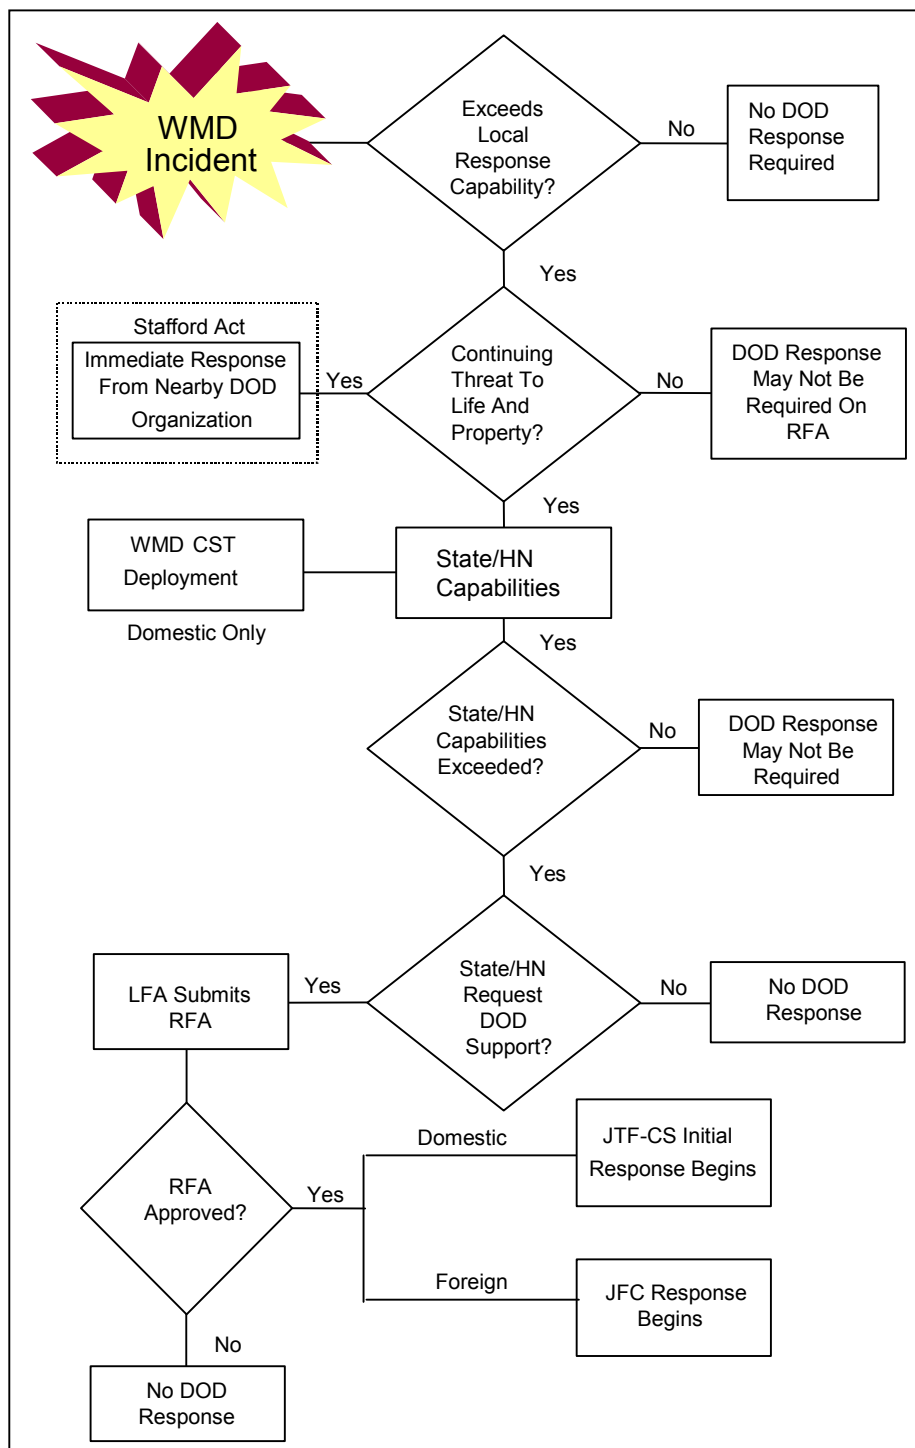 WMD
Incident
Exceeds
Local
Response
Capability?
No
No DOD
Response
Required
Yes
Stafford Act
Immediate Response
From Nearby DOD
Organization
Yes
Continuing
Threat To
Life And
Property?
No
DOD Response
May Not Be
Required On
RFA
Yes
WMD CST
Deployment
Domestic Only
State/HN
Capabilities
Yes
State/HN
Capabilities
Exceeded?
No
DOD Response
May Not Be
Required
Yes
LFA Submits
RFA
Yes
State/HN
Request
DOD
Support?
No
No DOD
Response
RFA
Approved?
Yes
Domestic
JTF-CS Initial
Response Begins
Foreign
JFC Response
Begins
No
No DOD
Response